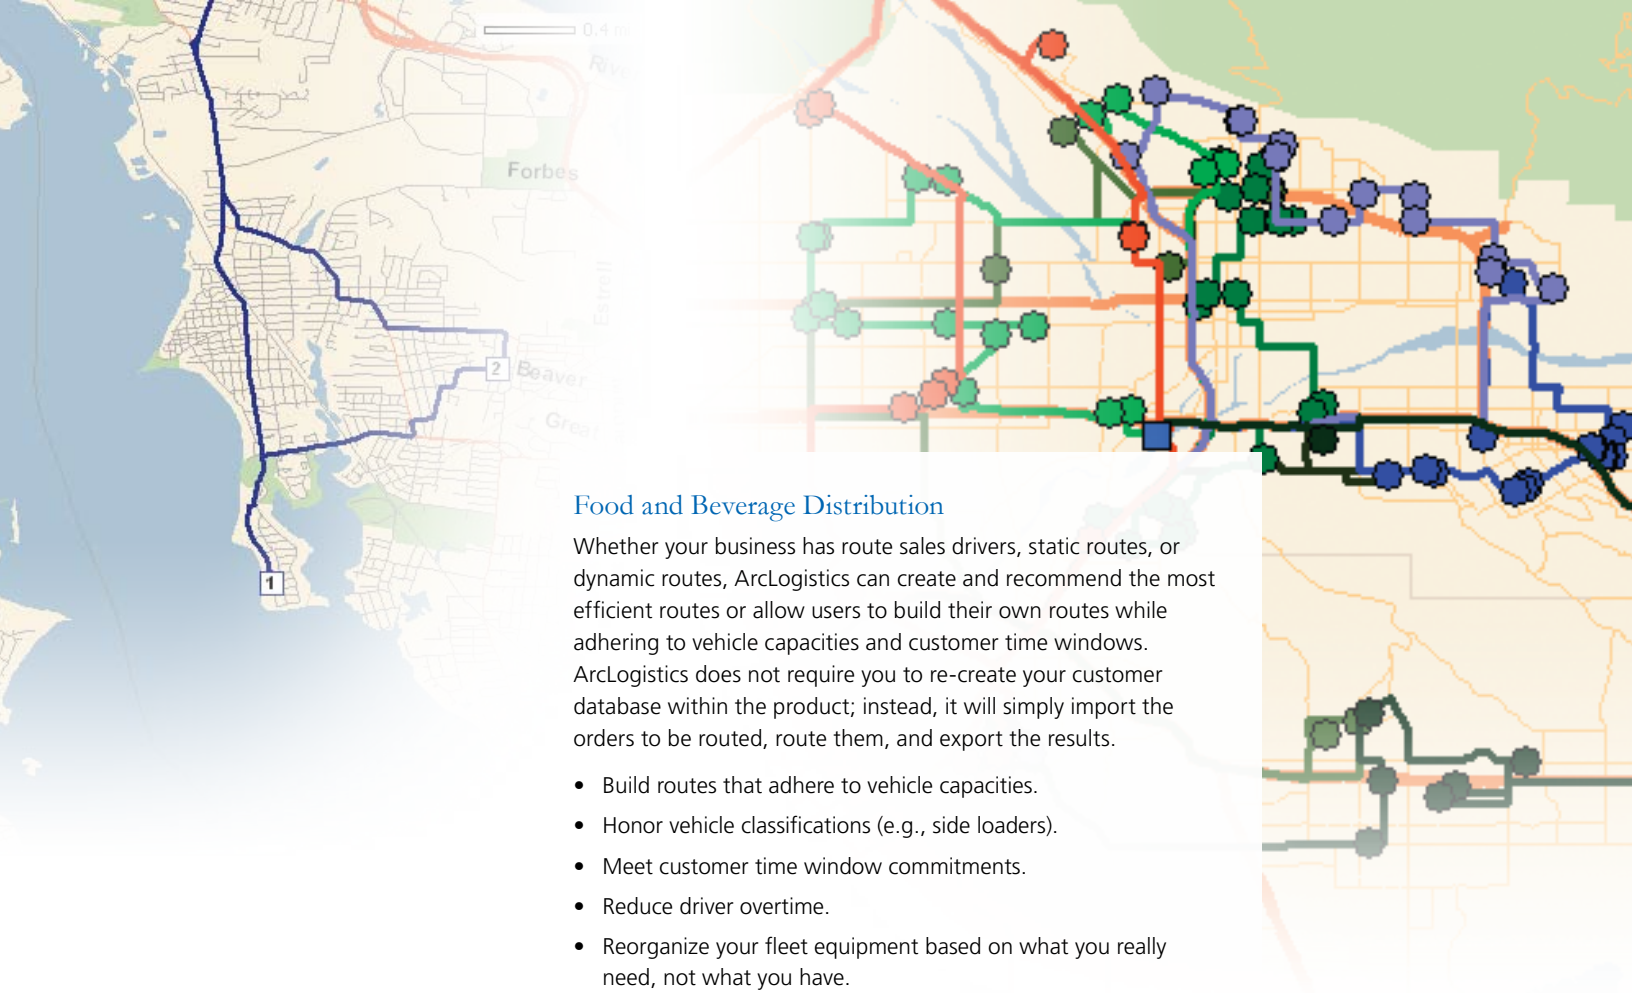 0.4 m
River
Forbes
Estrell
2
Beaver
Great
1
Food and Beverage Distribution
Whether your business has route sales drivers, static routes, or
dynamic routes, ArcLogistics can create and recommend the most
efficient routes or allow users to build their own routes while
adhering to vehicle capacities and customer time windows.
ArcLogistics does not require you to re-create your customer
database within the product; instead, it will simply import the
orders to be routed, route them, and export the results.
• Build routes that adhere to vehicle capacities.
• Honor vehicle classifications (e.g., side loaders).
• Meet customer time window commitments.
• Reduce driver overtime.
• Reorganize your fleet equipment based on what you really
need, not what you have.